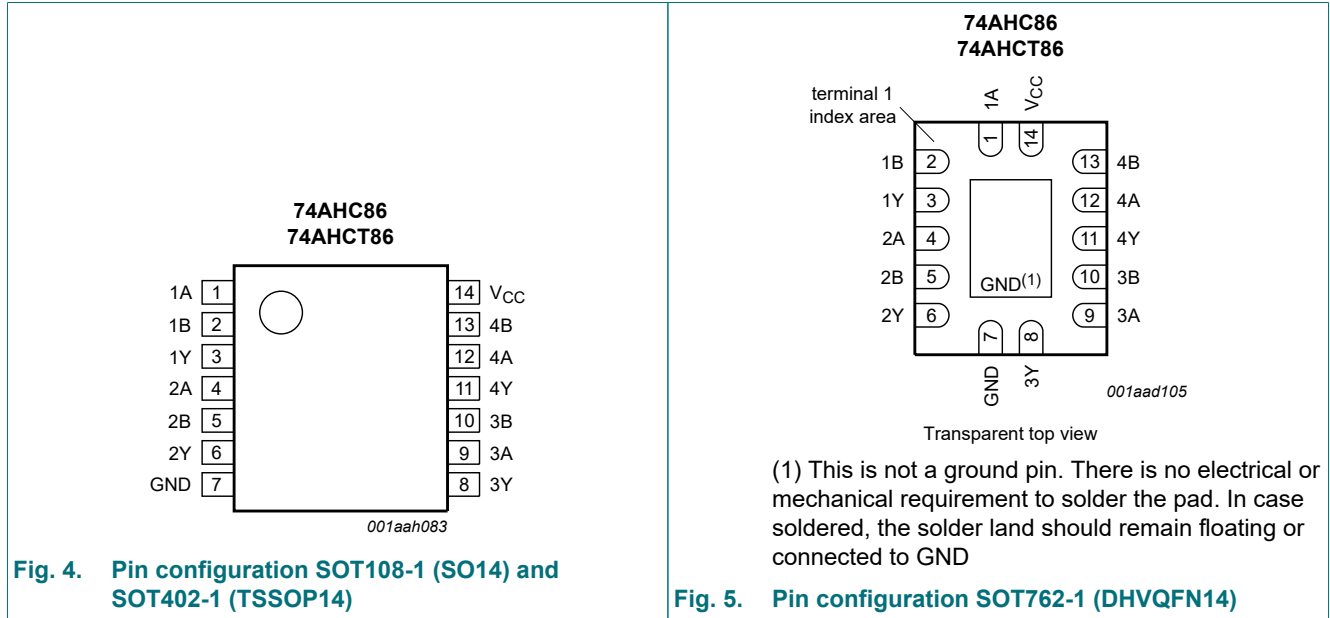 74AHC86
74AHCT86
1A 1
1B 2
1Y 3
2A 4
2B 5
2Y 6
GND 7
14 VCC
13 4B
12 4A
11 4Y
10 3B
9 3A
8 3Y
001aah083
Fig. 4. Pin configuration SOT108-1 (SO14) and
SOT402-1 (TSSOP14)
74AHC86
74AHCT86
terminal 1
index area
1A
VCC
1
14
1B 2
1Y 3
2A 4
2B 5
2Y 6
13 4B
12 4A
11 4Y
10 3B
9 3A
GND(1)
7
8
GND
3Y
001aad105
Transparent top view
(1) This is not a ground pin. There is no electrical or
mechanical requirement to solder the pad. In case
soldered, the solder land should remain floating or
connected to GND
Fig. 5. Pin configuration SOT762-1 (DHVQFN14)